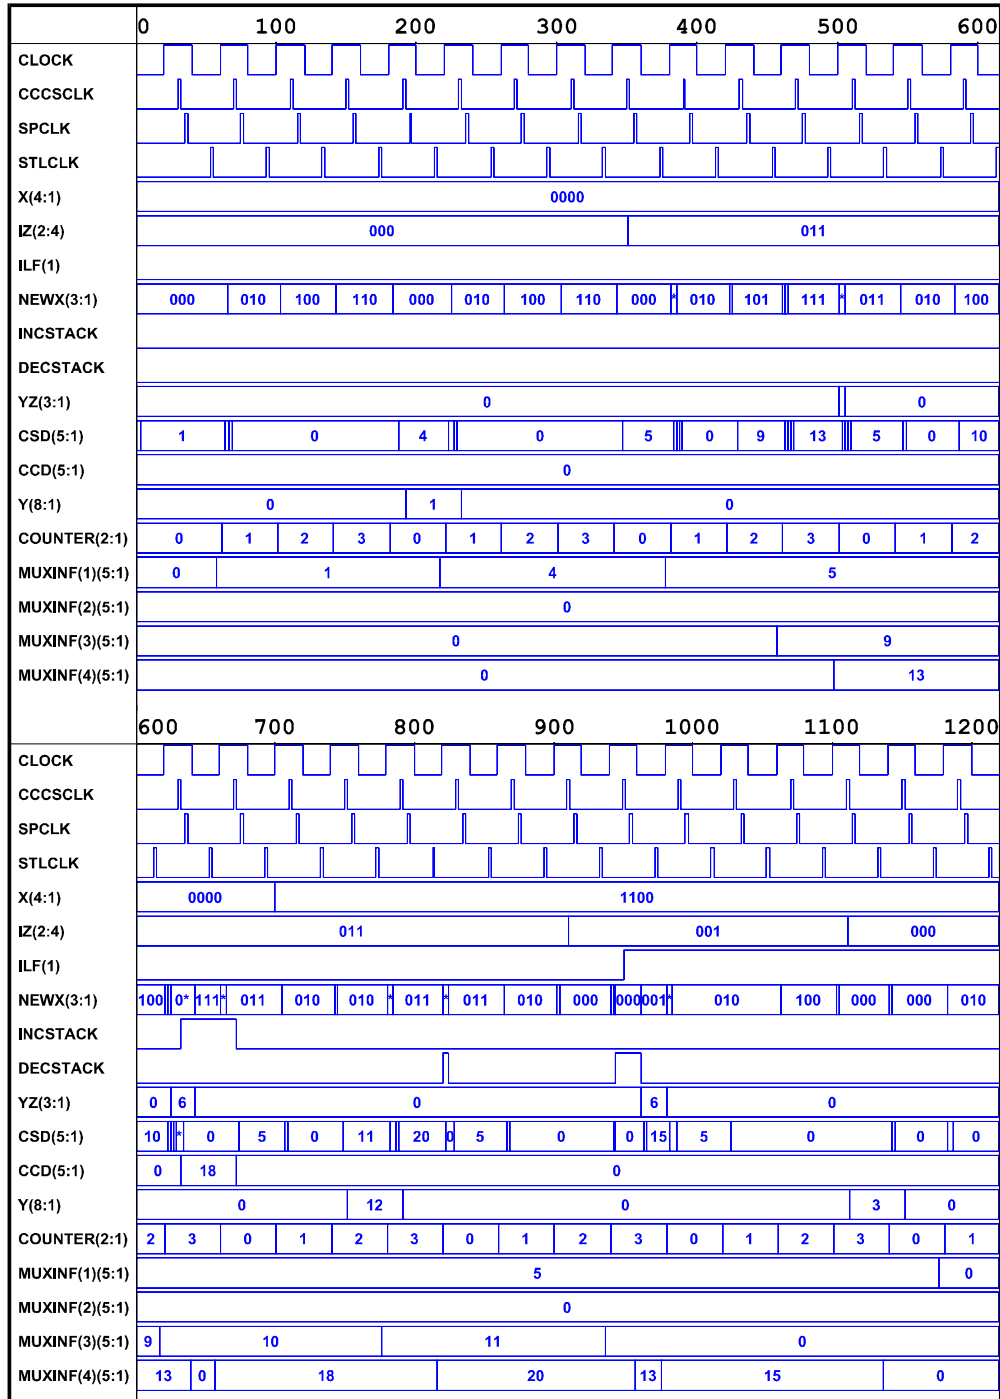 0 100 200 300 400 500 600
CLOCK
CCCSCLK
SPCLK
STLCLK
X(4:1) 0000
IZ(2:4) 000 011
ILF(1)
NEWX(3:1) 000 010 100 110 000 010 100 110 000 * 010 101 111 * 011 010 100
INCSTACK
DECSTACK
YZ(3:1) 0 0
CSD(5:1) 1 0 4 0 5 0 9 13 5 0 10
CCD(5:1) 0
Y(8:1) 0 1 0
COUNTER(2:1) 0 1 2 3 0 1 2 3 0 1 2 3 0 1 2
MUXINF(1)(5:1) 0 1 4 5
MUXINF(2)(5:1) 0
MUXINF(3)(5:1) 0 9
MUXINF(4)(5:1) 0 13
600 700 800 900 1000 1100 1200
CLOCK
CCCSCLK
SPCLK
STLCLK
X(4:1) 0000 1100
IZ(2:4) 011 001 000
ILF(1)
NEWX(3:1) 100 0* 111 * 011 010 010 * 011 * 011 010 000 000 001 * 010 100 000 000 010
INCSTACK
DECSTACK
YZ(3:1) 0 6 0 6 0
CSD(5:1) 10 * 0 5 0 11 20 0 5 0 0 15 5 0 0 0
CCD(5:1) 0 18 0
Y(8:1) 0 12 0 3 0
COUNTER(2:1) 2 3 0 1 2 3 0 1 2 3 0 1 2 3 0 1
MUXINF(1)(5:1) 5 0
MUXINF(2)(5:1) 0
MUXINF(3)(5:1) 9 10 11 0
MUXINF(4)(5:1) 13 0 18 20 13 15 0